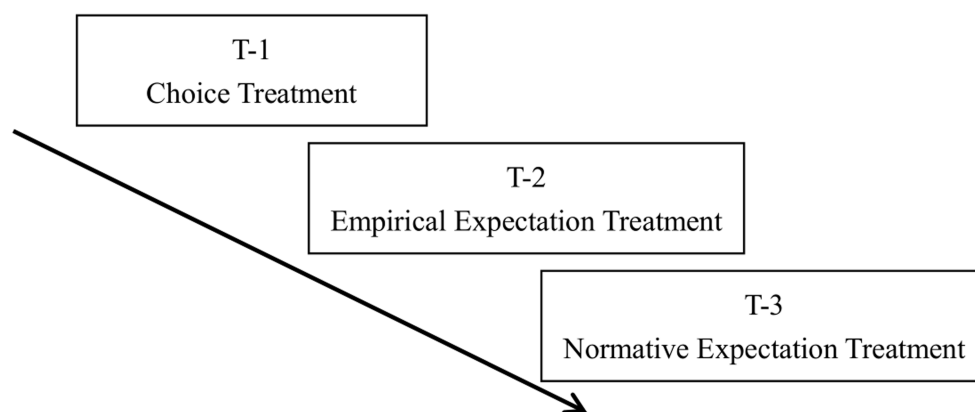 T-1
Choice Treatment
T-2
Empirical Expectation Treatment
T-3
Normative Expectation Treatment